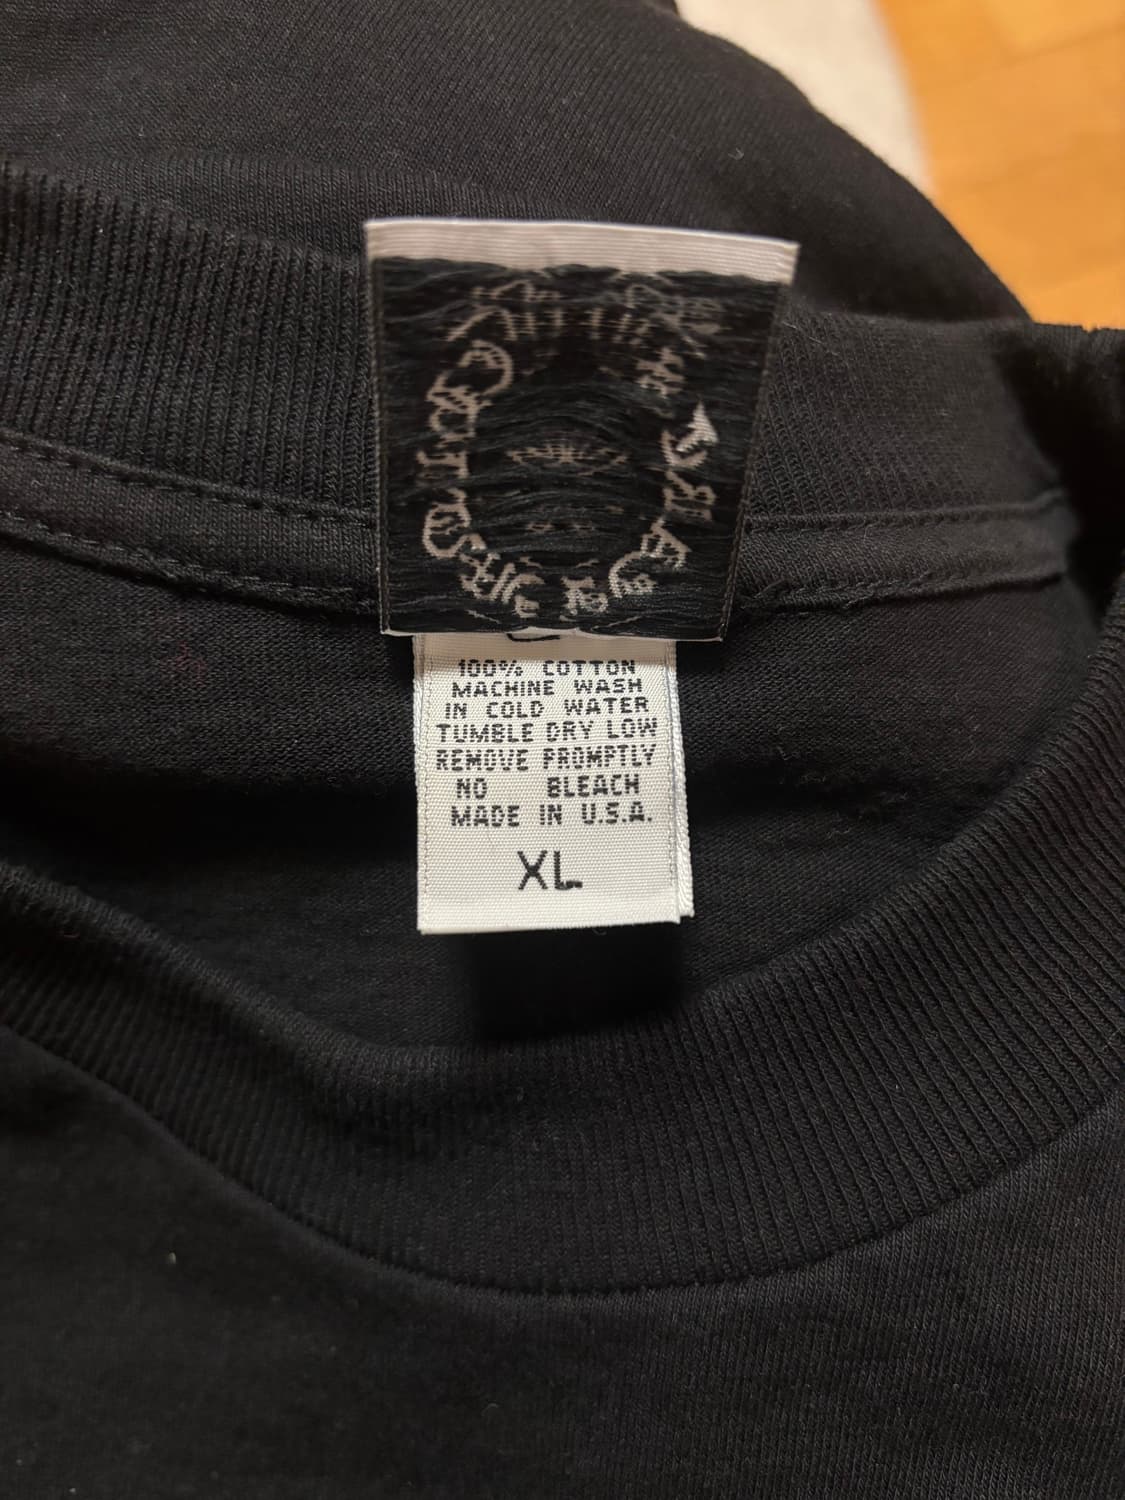 100% COTTON
MACHINE WASH
IN COLD WATER
TUMBLE DRY LOW
REMOVE PROMPTLY
NO BLEACH
MADE IN U.S.A.
XL